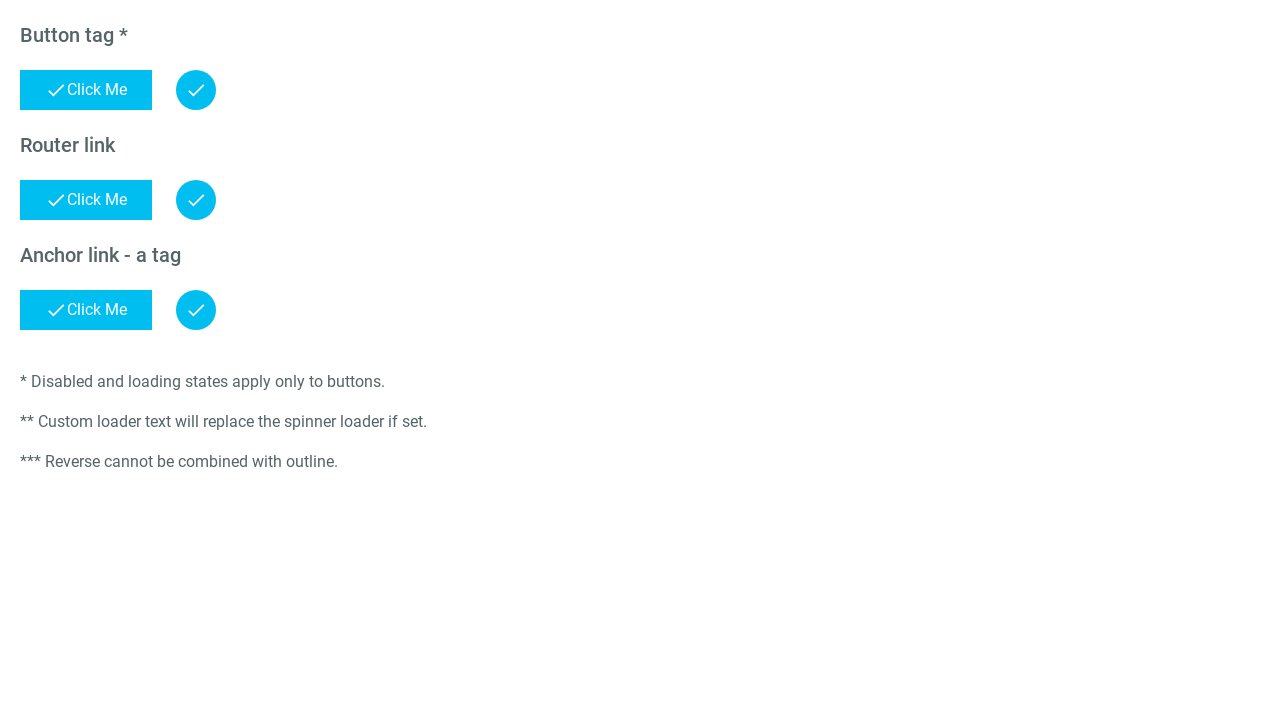 Button tag *
Click Me
Router link
Click Me
Anchor link - a tag
Click Me
* Disabled and loading states apply only to buttons.
** Custom loader text will replace the spinner loader if set.
*** Reverse cannot be combined with outline.